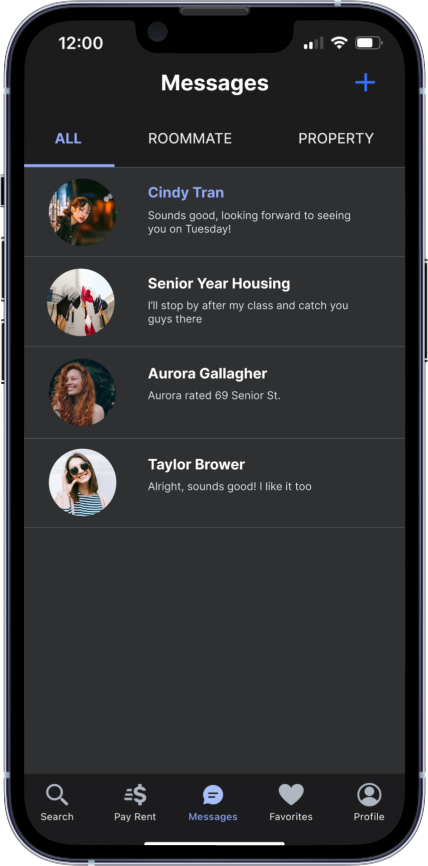 12:00
Messages
ALL ROOMMATE PROPERTY
Cindy Tran
Sounds good, looking forward to seeing
you on Tuesday!
Senior Year Housing
I'll stop by after my class and catch you
guys there
Aurora Gallagher
Aurora rated 69 Senior St.
Taylor Brower
Alright, sounds good! I like it too
Search Pay Rent Messages Favorites Profile